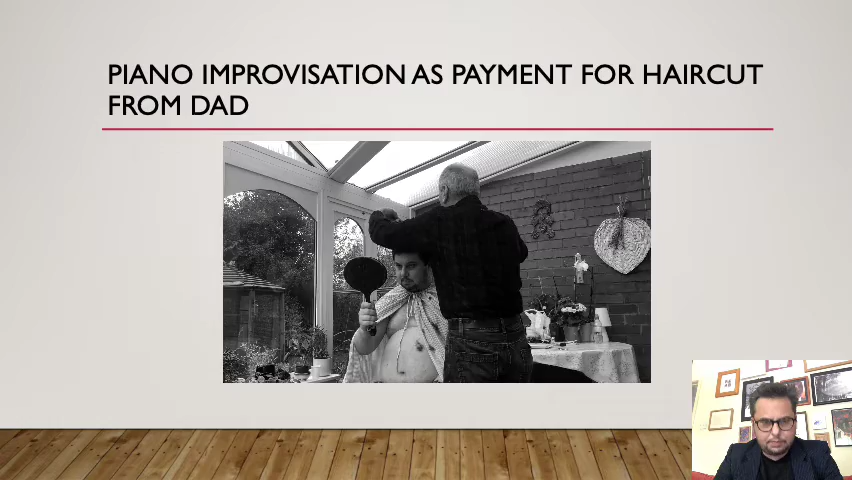 PIANO IMPROVISATION AS PAYMENT FOR HAIRCUT
FROM DAD